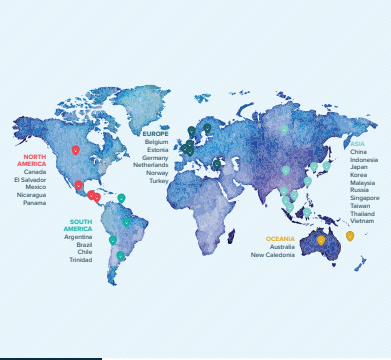 NORTH
AMERICA
Canada
El Salvador
Mexico
Nicaragua
Panama
SOUTH
AMERICA
Argentina
Brazil
Chile
Trinidad
EUROPE
Belgium
Estonia
Germany
Netherlands
Norway
Turkey
ASIA
China
Indonesia
Japan
Korea
Malaysia
Russia
Singapore
Taiwan
Thailand
Vietnam
OCEANIA
Australia
New Caledonia